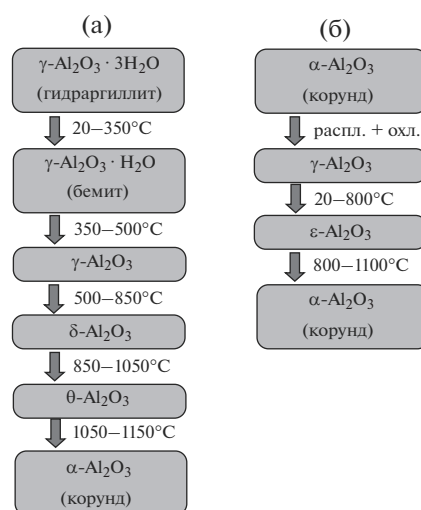 (а)
γ-Al₂O₃ · 3H₂O
(гидраргиллит)
20–350°C
γ-Al₂O₃ · H₂O
(бемит)
350–500°C
γ-Al₂O₃
500–850°C
δ-Al₂O₃
850–1050°C
θ-Al₂O₃
1050–1150°C
α-Al₂O₃
(корунд)
(б)
α-Al₂O₃
(корунд)
распл. + охл.
γ-Al₂O₃
20–800°C
ε-Al₂O₃
800–1100°C
α-Al₂O₃
(корунд)